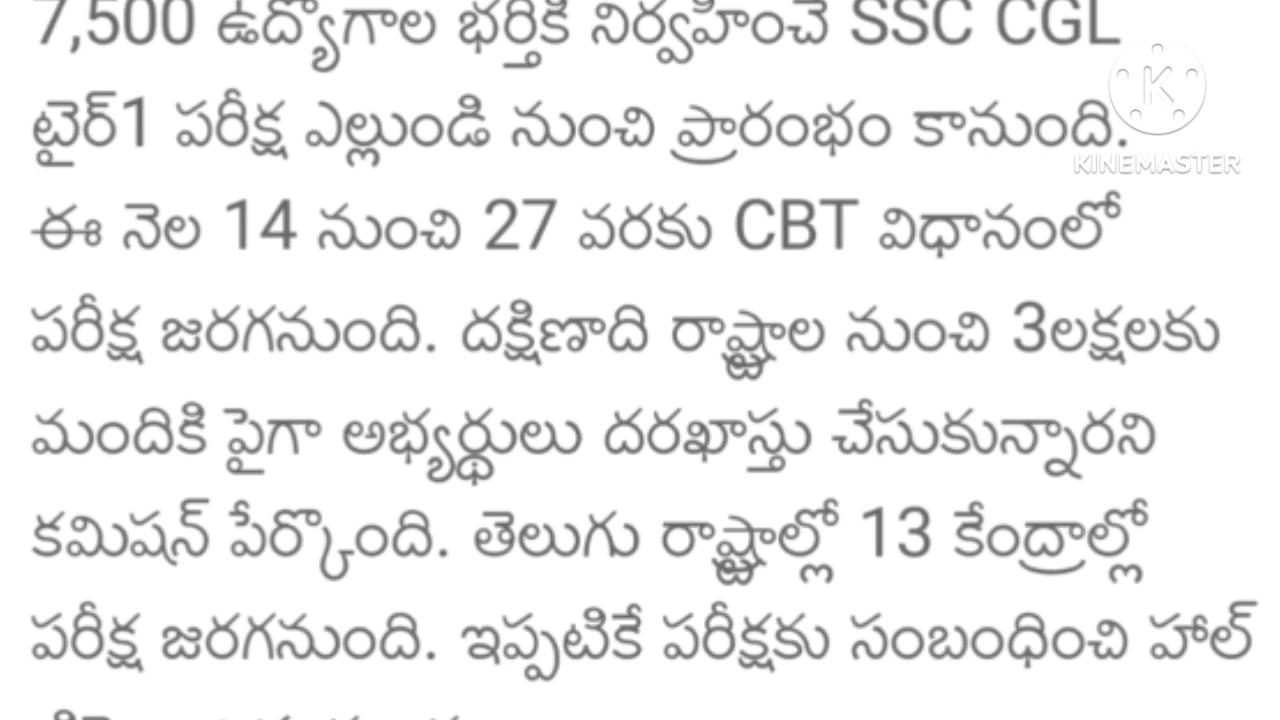 7,500 ఉద్యోగాల భర్తీకి నిర్వహించే SSC CGL
టైర్1 పరీక్ష ఎల్లుండి నుంచి ప్రారంభం కానుంది.
ఈ నెల 14 నుంచి 27 వరకు CBT విధానంలో
పరీక్ష జరగనుంది. దక్షిణాది రాష్ట్రాల నుంచి 3లక్షలకు
మందికి పైగా అభ్యర్థులు దరఖాస్తు చేసుకున్నారని
కమిషన్ పేర్కొంది. తెలుగు రాష్ట్రాల్లో 13 కేంద్రాల్లో
పరీక్ష జరగనుంది. ఇప్పటికే పరీక్షకు సంబంధించి హాల్
K
KINEMASTER